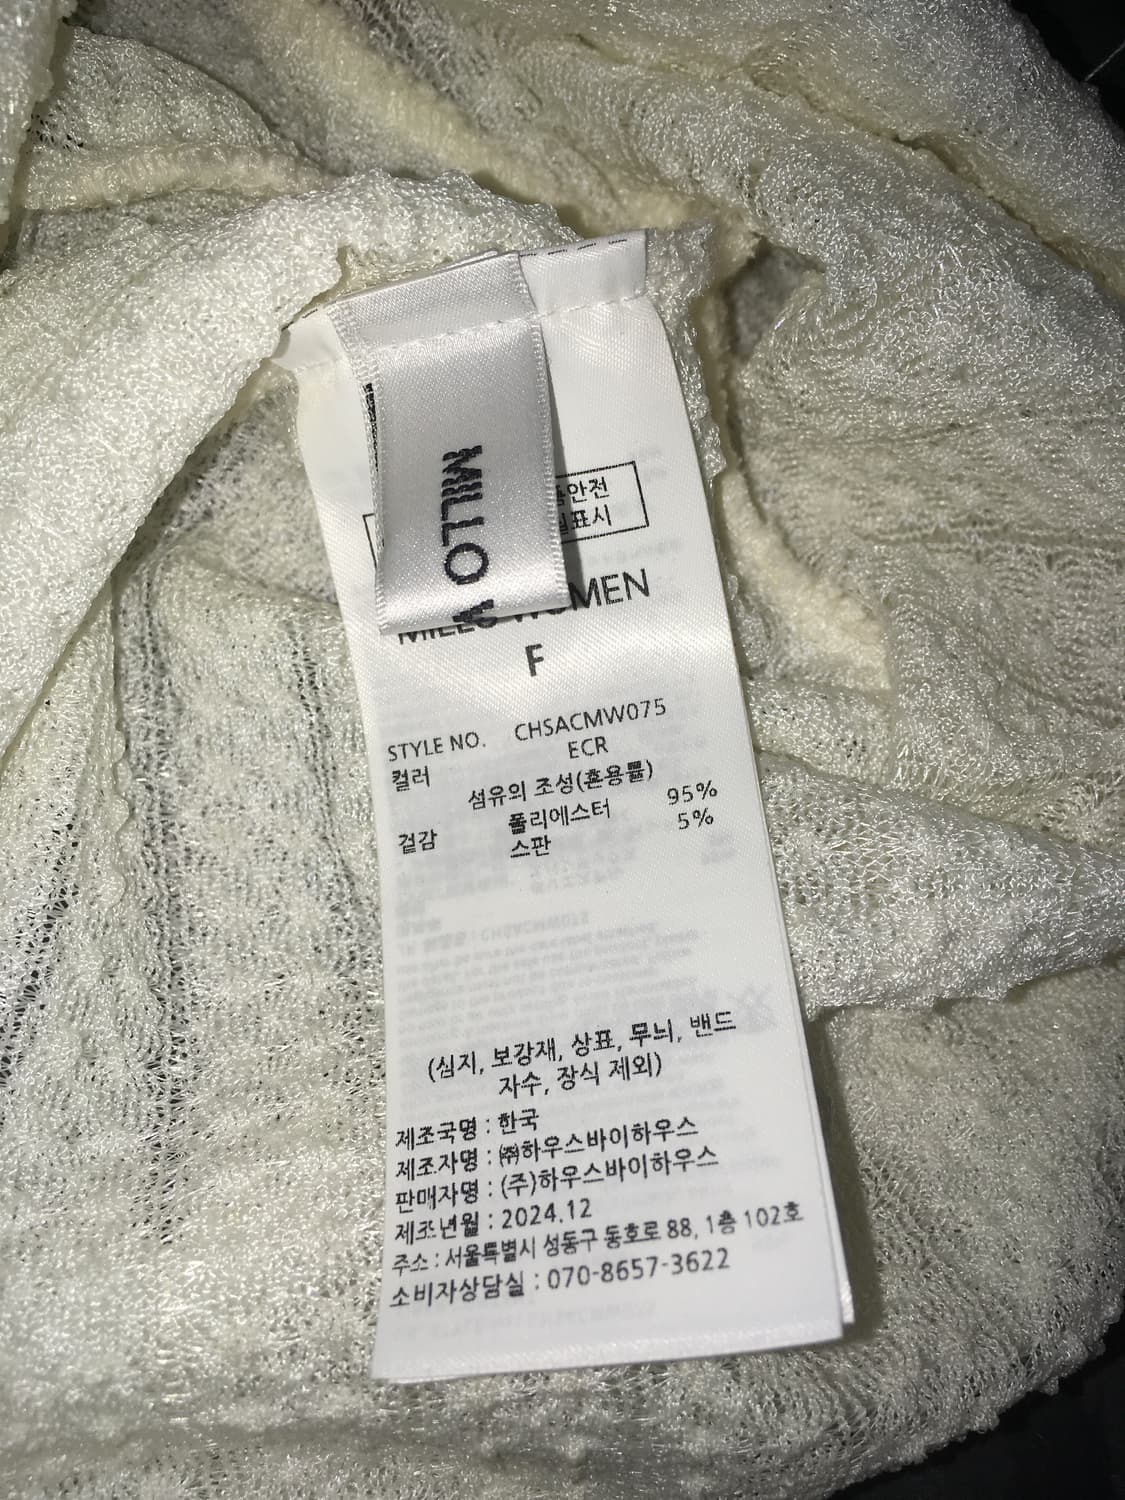 MILLO
안전
표시
WOMEN
F
STYLE NO. CHSACMW075
컬러 ECR
섬유의 조성(혼용률)
겉감 폴리에스터 95%
스판 5%
(심지, 보강재, 상표, 무늬, 밴드
자수, 장식 제외)
제조국명 : 한국
제조자명 : ㈜하우스바이하우스
판매자명 : (주)하우스바이하우스
제조년월 : 2024.12
주소 : 서울특별시 성동구 동호로 88, 1층 102호
소비자상담실 : 070-8657-3622